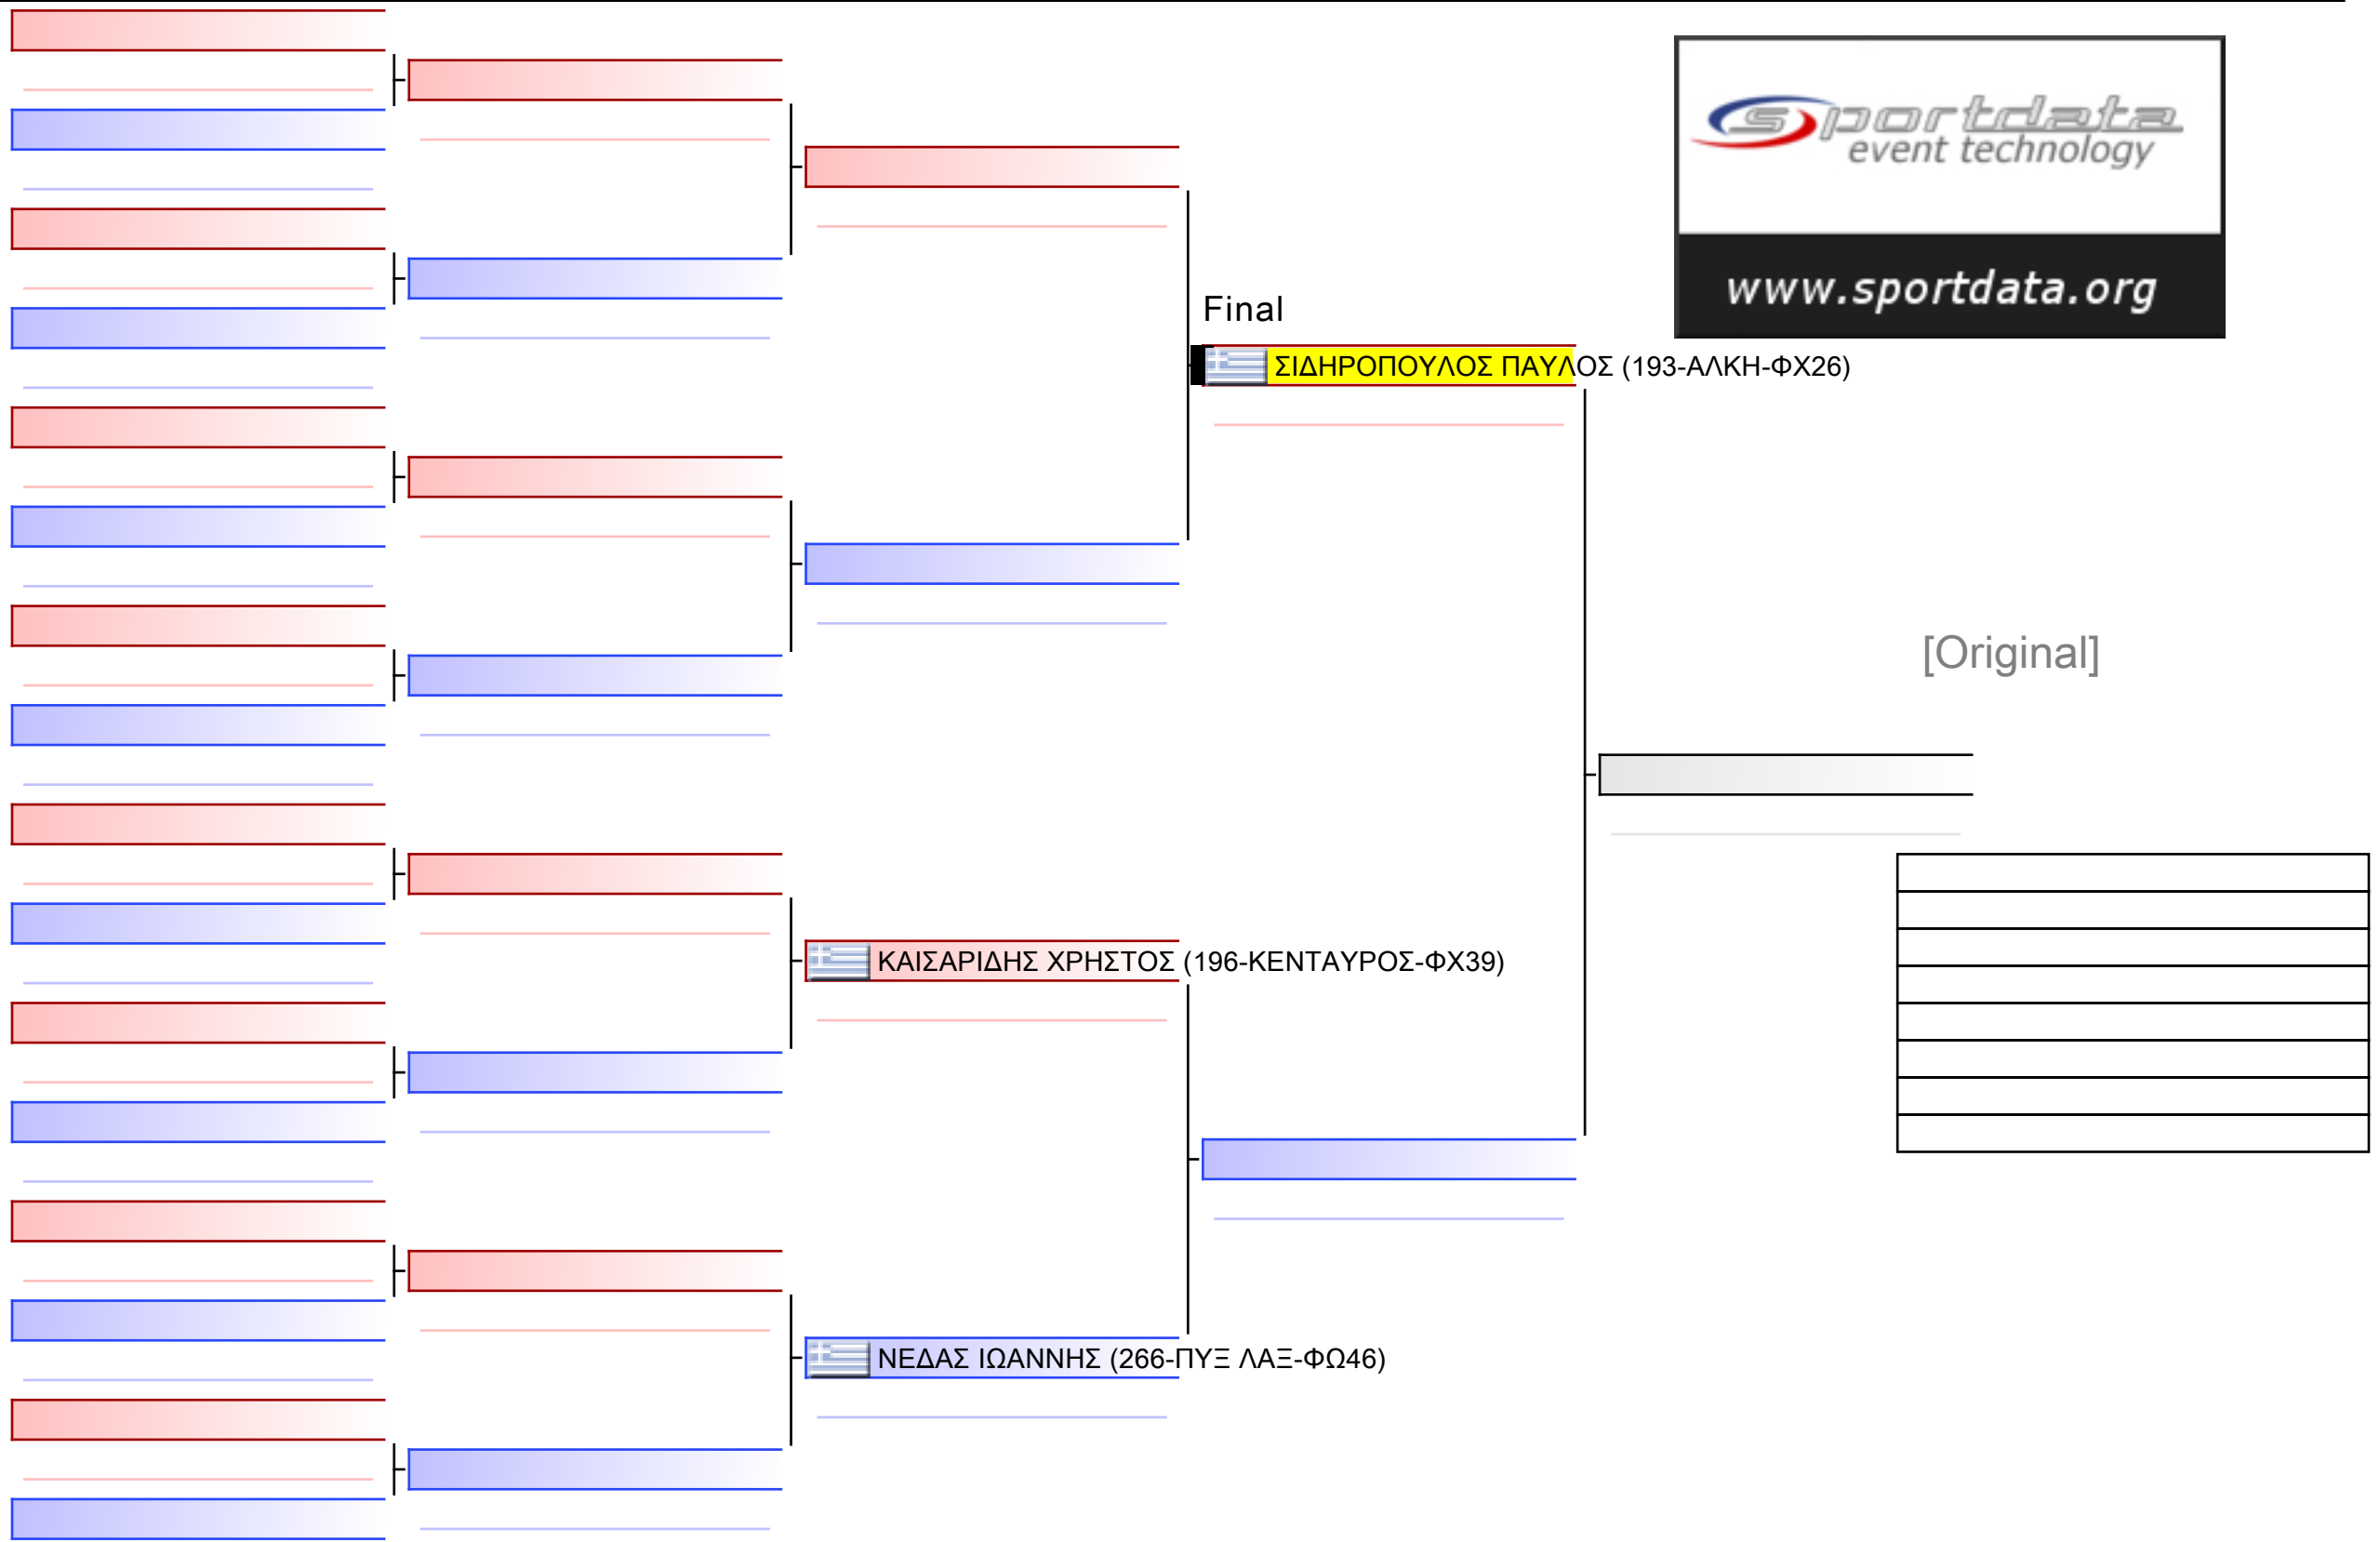 sportdata
event technology
www.sportdata.org
Final
ΣΙΔΗΡΟΠΟΥΛΟΣ ΠΑΥΛΟΣ (193-ΑΛΚΗ-ΦΧ26)
[Original]
ΚΑΙΣΑΡΙΔΗΣ ΧΡΗΣΤΟΣ (196-ΚΕΝΤΑΥΡΟΣ-ΦΧ39)
ΝΕΔΑΣ ΙΩΑΝΝΗΣ (266-ΠΥΞ ΛΑΞ-ΦΩ46)